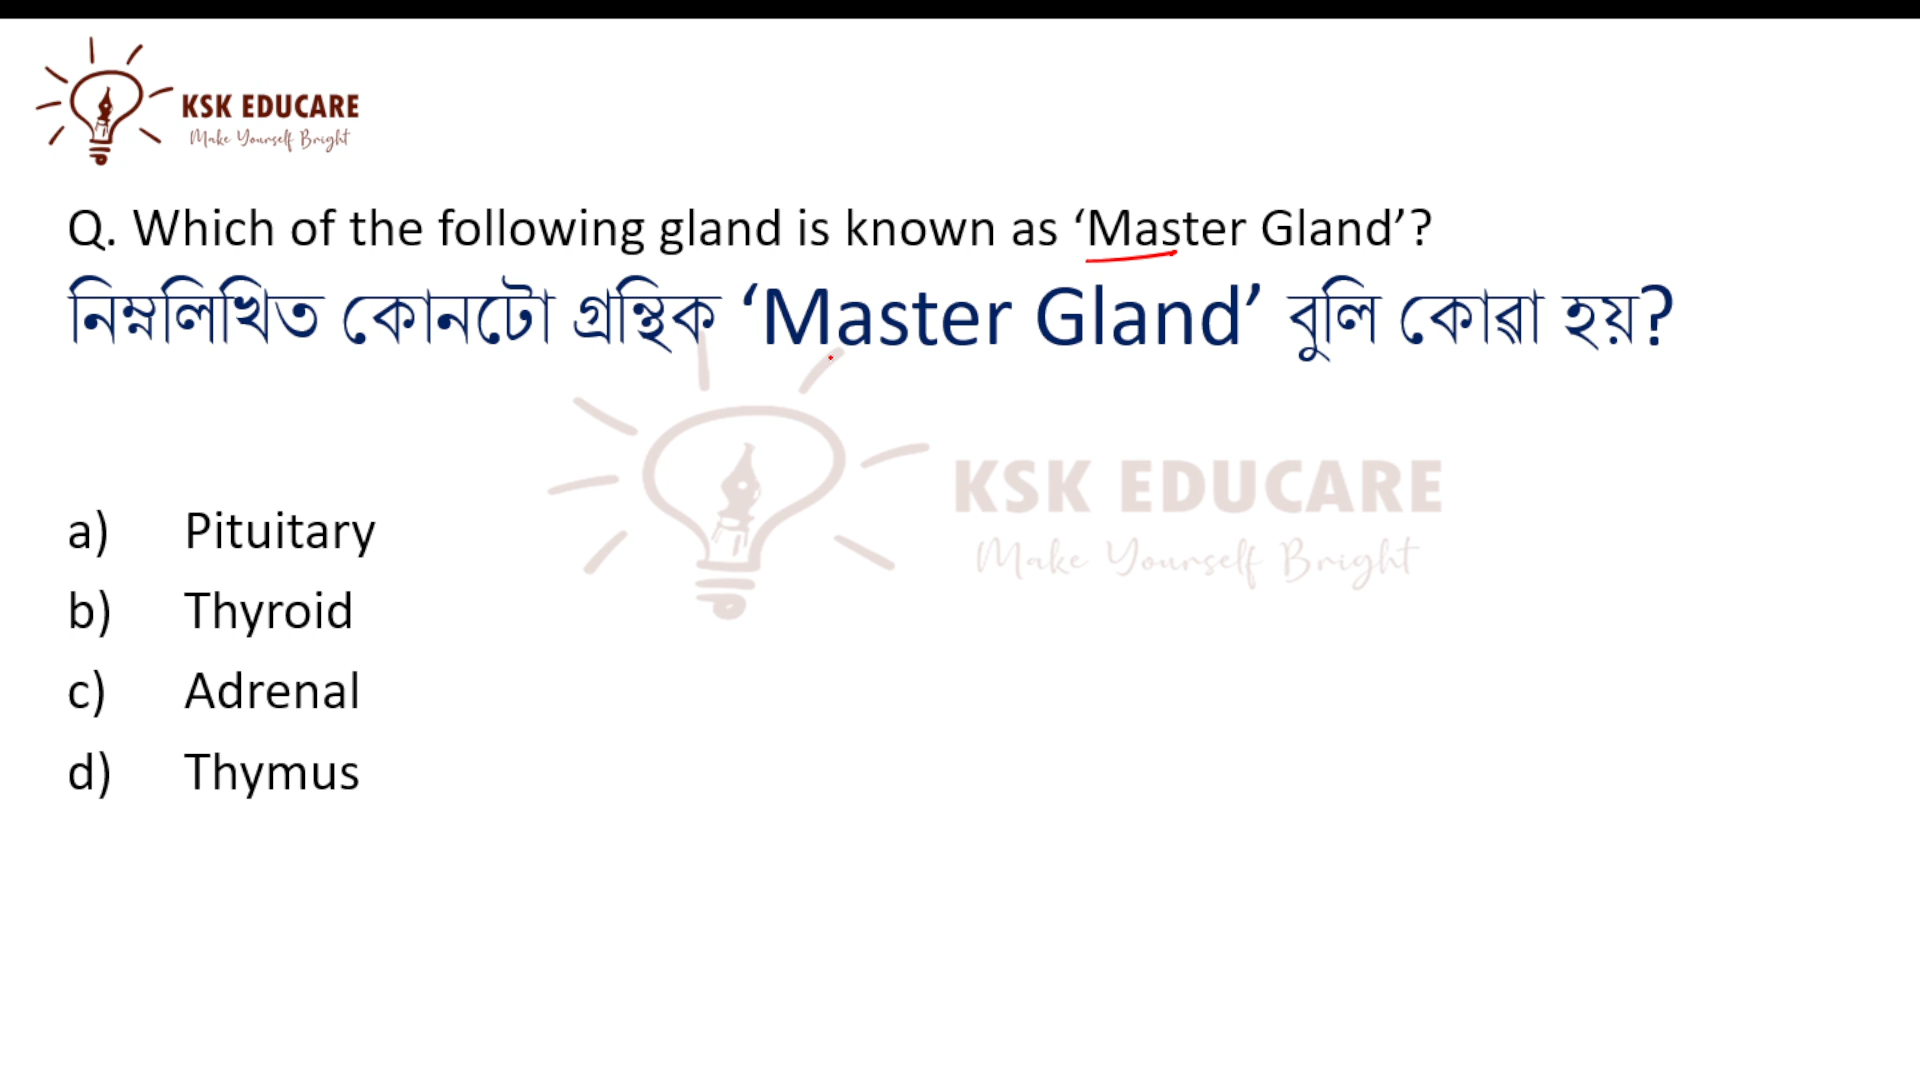 KSK EDUCARE
Make Yourself Bright
Q. Which of the following gland is known as ‘Master Gland’?
নিম্নলিখিত কোনটো গ্ৰন্থিক ‘Master Gland’ বুলি কোৱা হয়?
KSK EDUCARE
Make Yourself Bright
a) Pituitary
b) Thyroid
c) Adrenal
d) Thymus